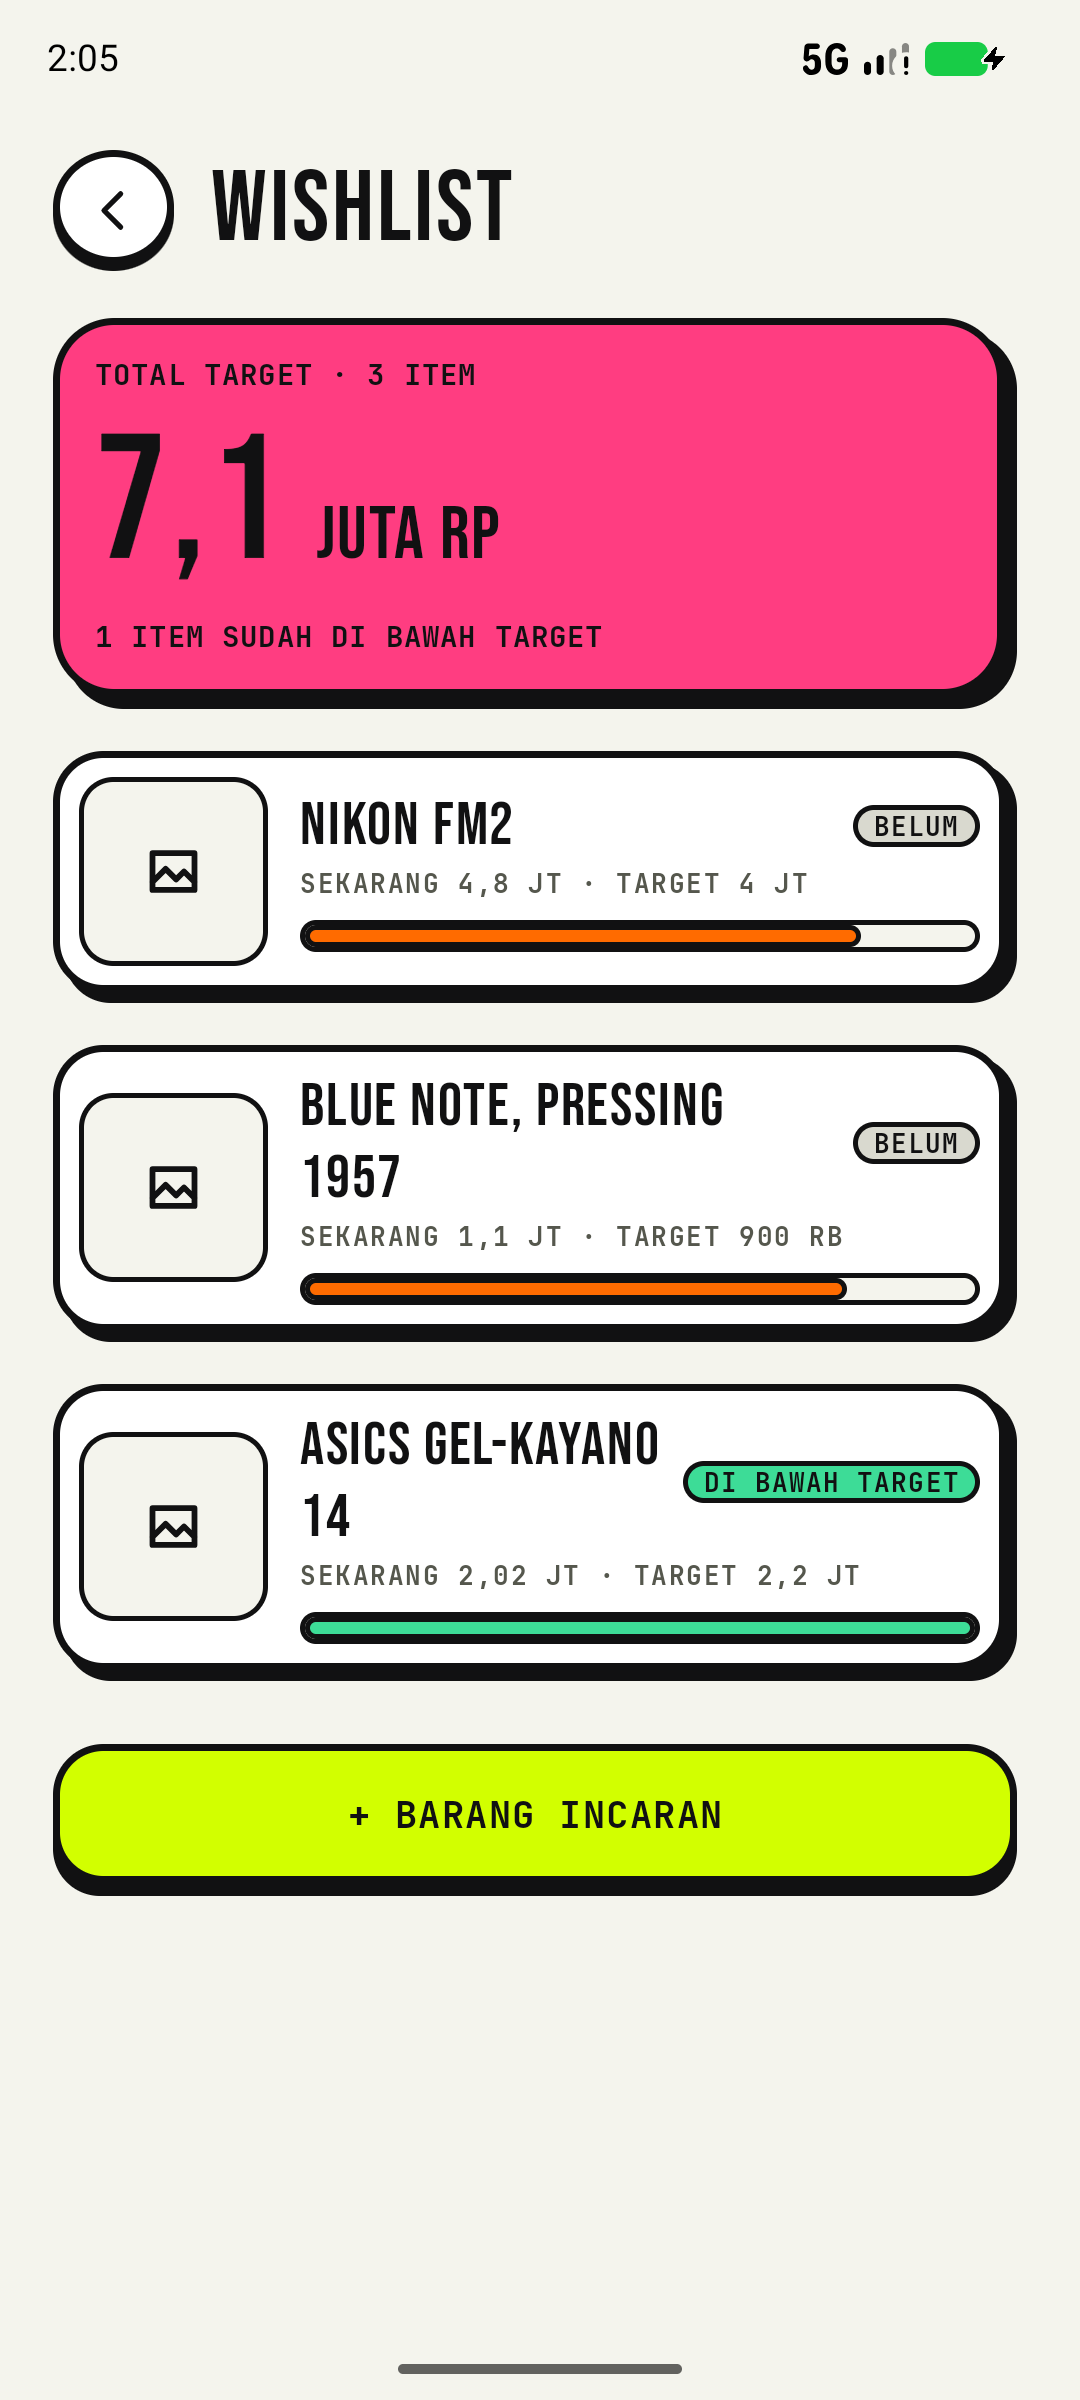 2:05
5G
WISHLIST
TOTAL TARGET · 3 ITEM
7,1 JUTA RP
1 ITEM SUDAH DI BAWAH TARGET
NIKON FM2
BELUM
SEKARANG 4,8 JT · TARGET 4 JT
BLUE NOTE, PRESSING
1957
BELUM
SEKARANG 1,1 JT · TARGET 900 RB
ASICS GEL-KAYANO
14
DI BAWAH TARGET
SEKARANG 2,02 JT · TARGET 2,2 JT
+ BARANG INCARAN